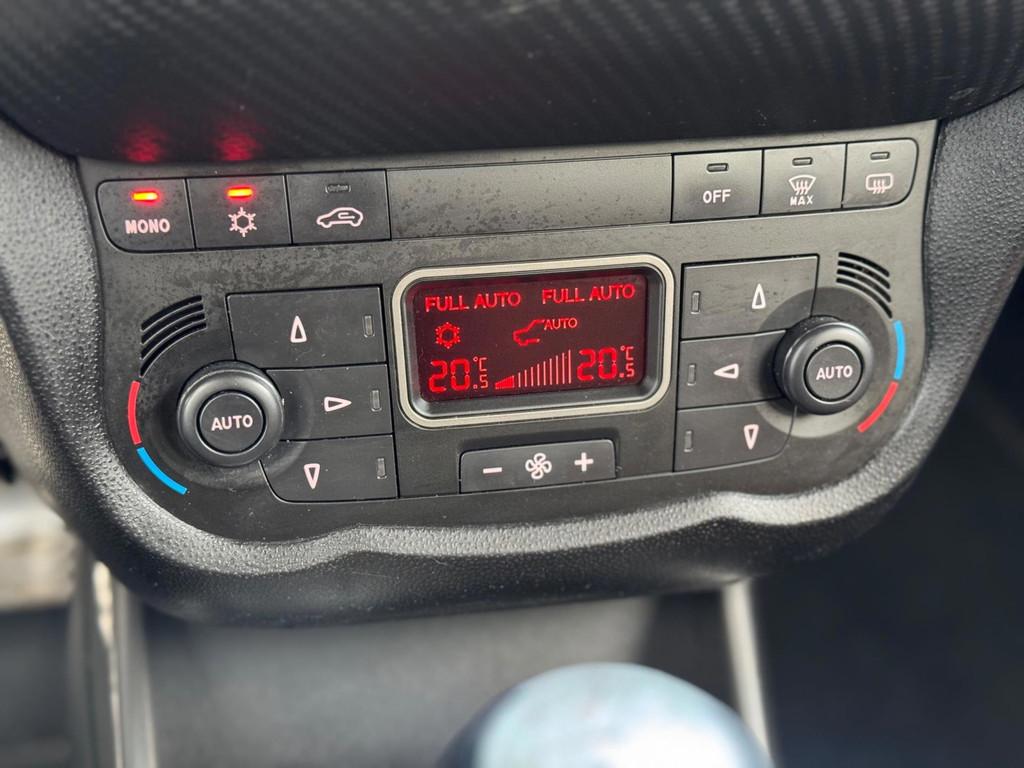 MONO
OFF
MAX
FULL AUTO FULL AUTO
AUTO
20.5°C 20.5°C
AUTO
AUTO
- +